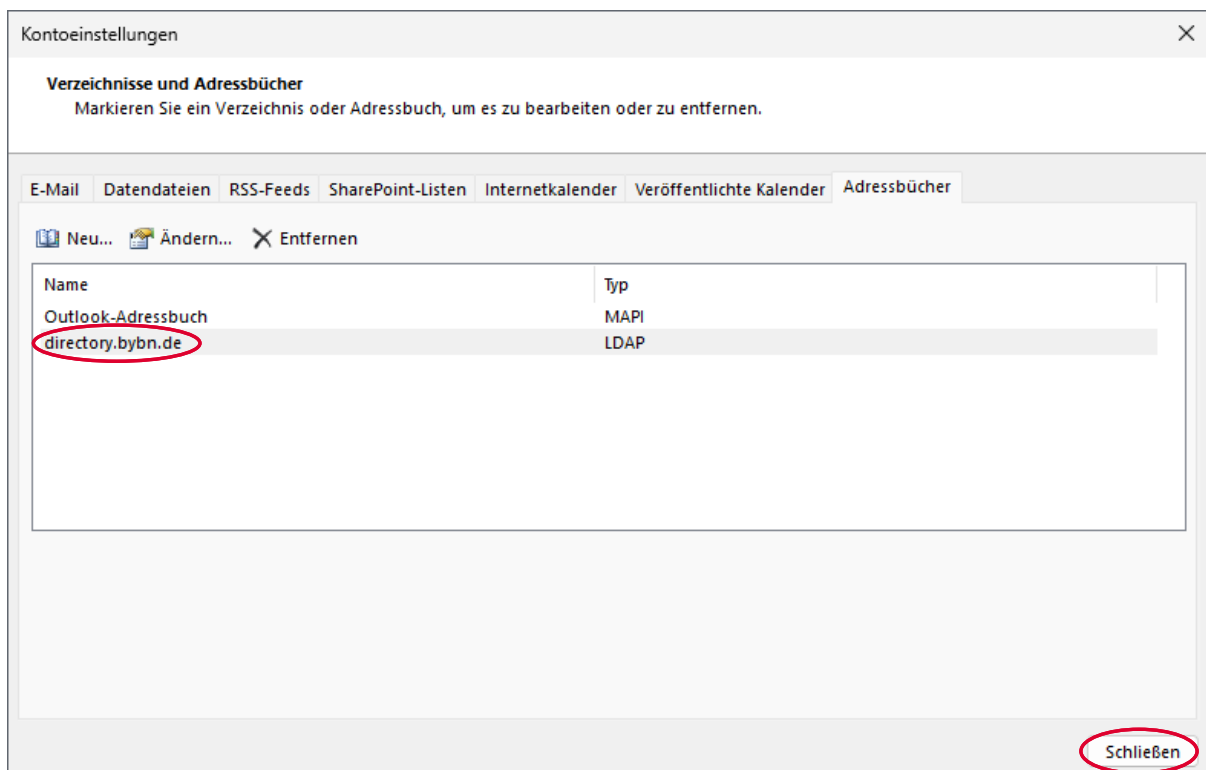 Kontoeinstellungen
Verzeichnisse und Adressbücher
Markieren Sie ein Verzeichnis oder Adressbuch, um es zu bearbeiten oder zu entfernen.
E-Mail Datendateien RSS-Feeds SharePoint-Listen Internetkalender Veröffentlichte Kalender Adressbücher
Neu... Ändern... Entfernen
Name Typ
Outlook-Adressbuch MAPI
directory.bybn.de LDAP
Schließen